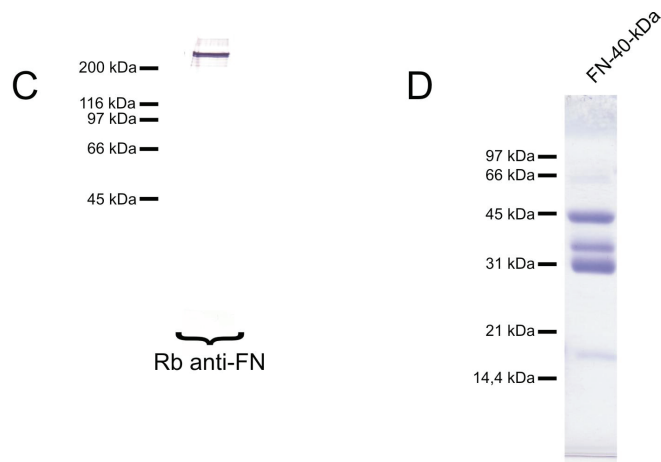 C
200 kDa
116 kDa
97 kDa
66 kDa
45 kDa
Rb anti-FN
D
FN-40-kDa
97 kDa
66 kDa
45 kDa
31 kDa
21 kDa
14,4 kDa